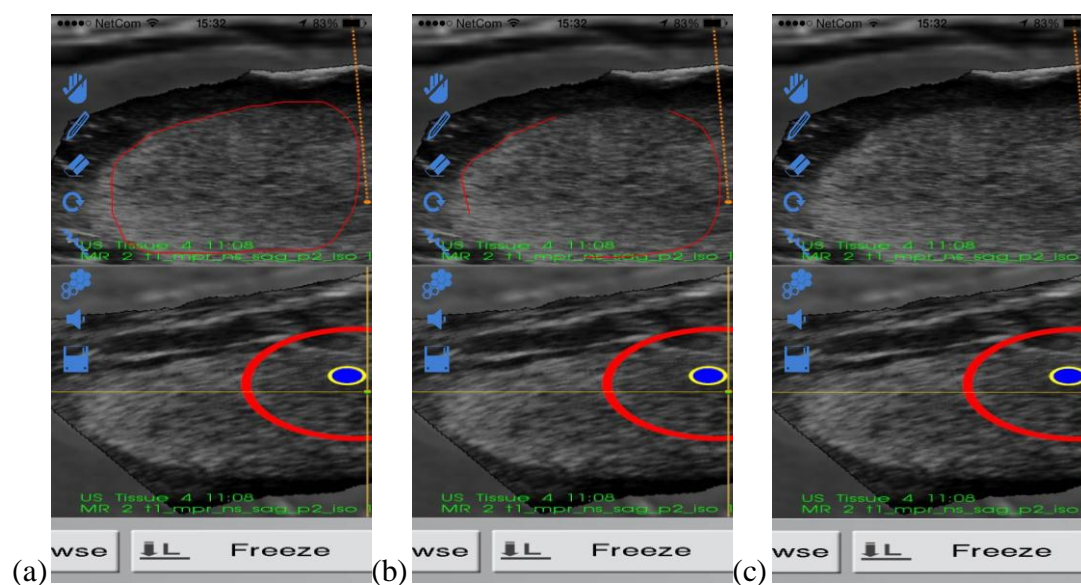 NetCom 15:32 83%
US Tissue 4 11:08
MR 2 t1_mpr_ns_sag_p2_iso
US Tissue 4 11:08
MR 2 t1_mpr_ns_sag_p2_iso
wse L Freeze
(a)
NetCom 15:32 83%
US Tissue 4 11:08
MR 2 t1_mpr_ns_sag_p2_iso
US Tissue 4 11:08
MR 2 t1_mpr_ns_sag_p2_iso
wse L Freeze
(b)
NetCom 15:32 83%
US Tissue 4 11:08
MR 2 t1_mpr_ns_sag_p2_iso
US Tissue 4 11:08
MR 2 t1_mpr_ns_sag_p2_iso
wse L Freeze
(c)